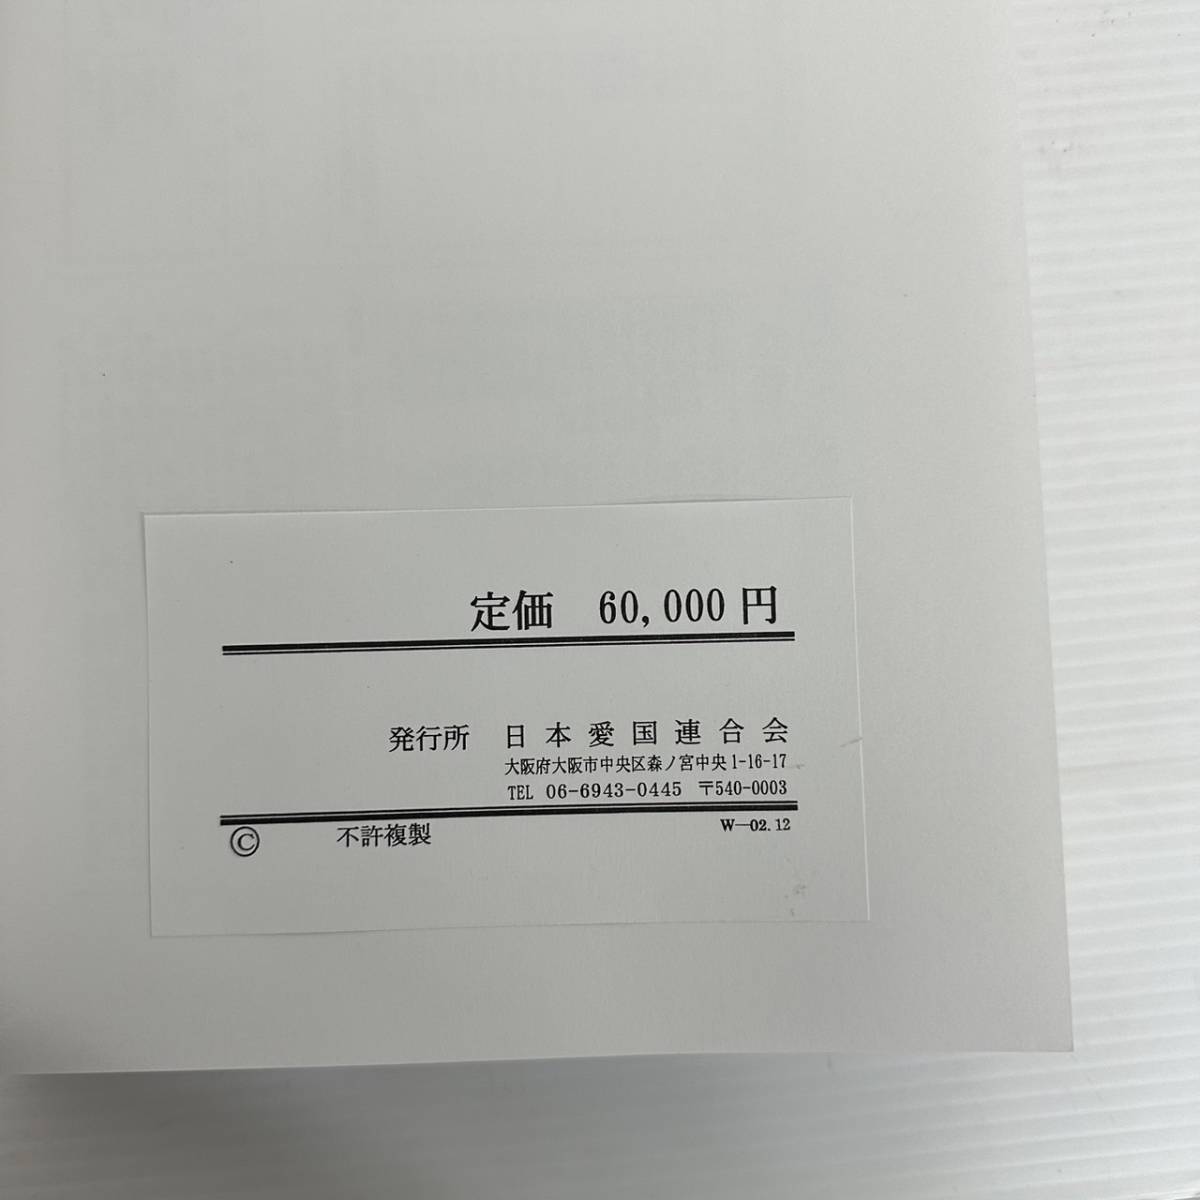 定価　60,000円
発行所　日本愛国連合会
大阪府大阪市中央区森ノ宮中央1-16-17
TEL 06-6943-0445 〒540-0003
Ⓒ　不許複製　W—02.12